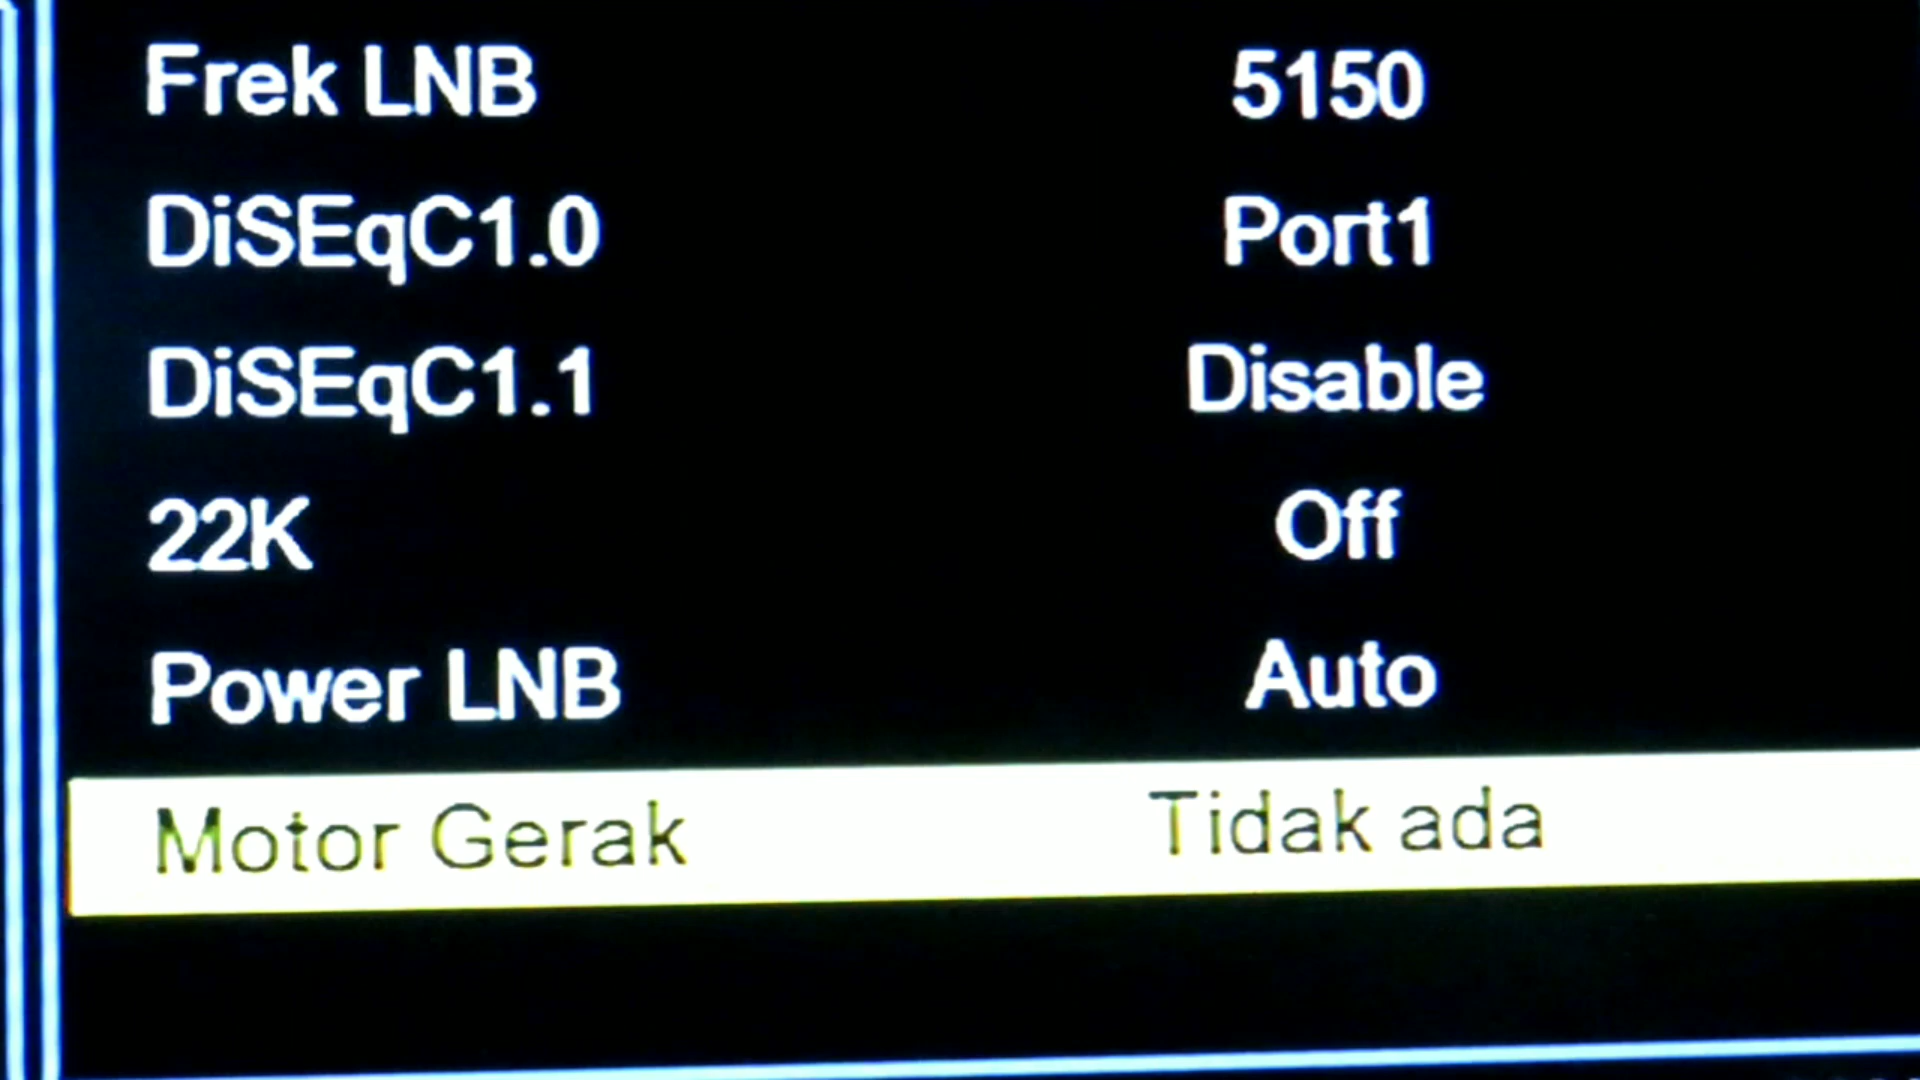 Frek LNB 5150
DiSEqC1.0 Port1
DiSEqC1.1 Disable
22K Off
Power LNB Auto
Motor Gerak Tidak ada